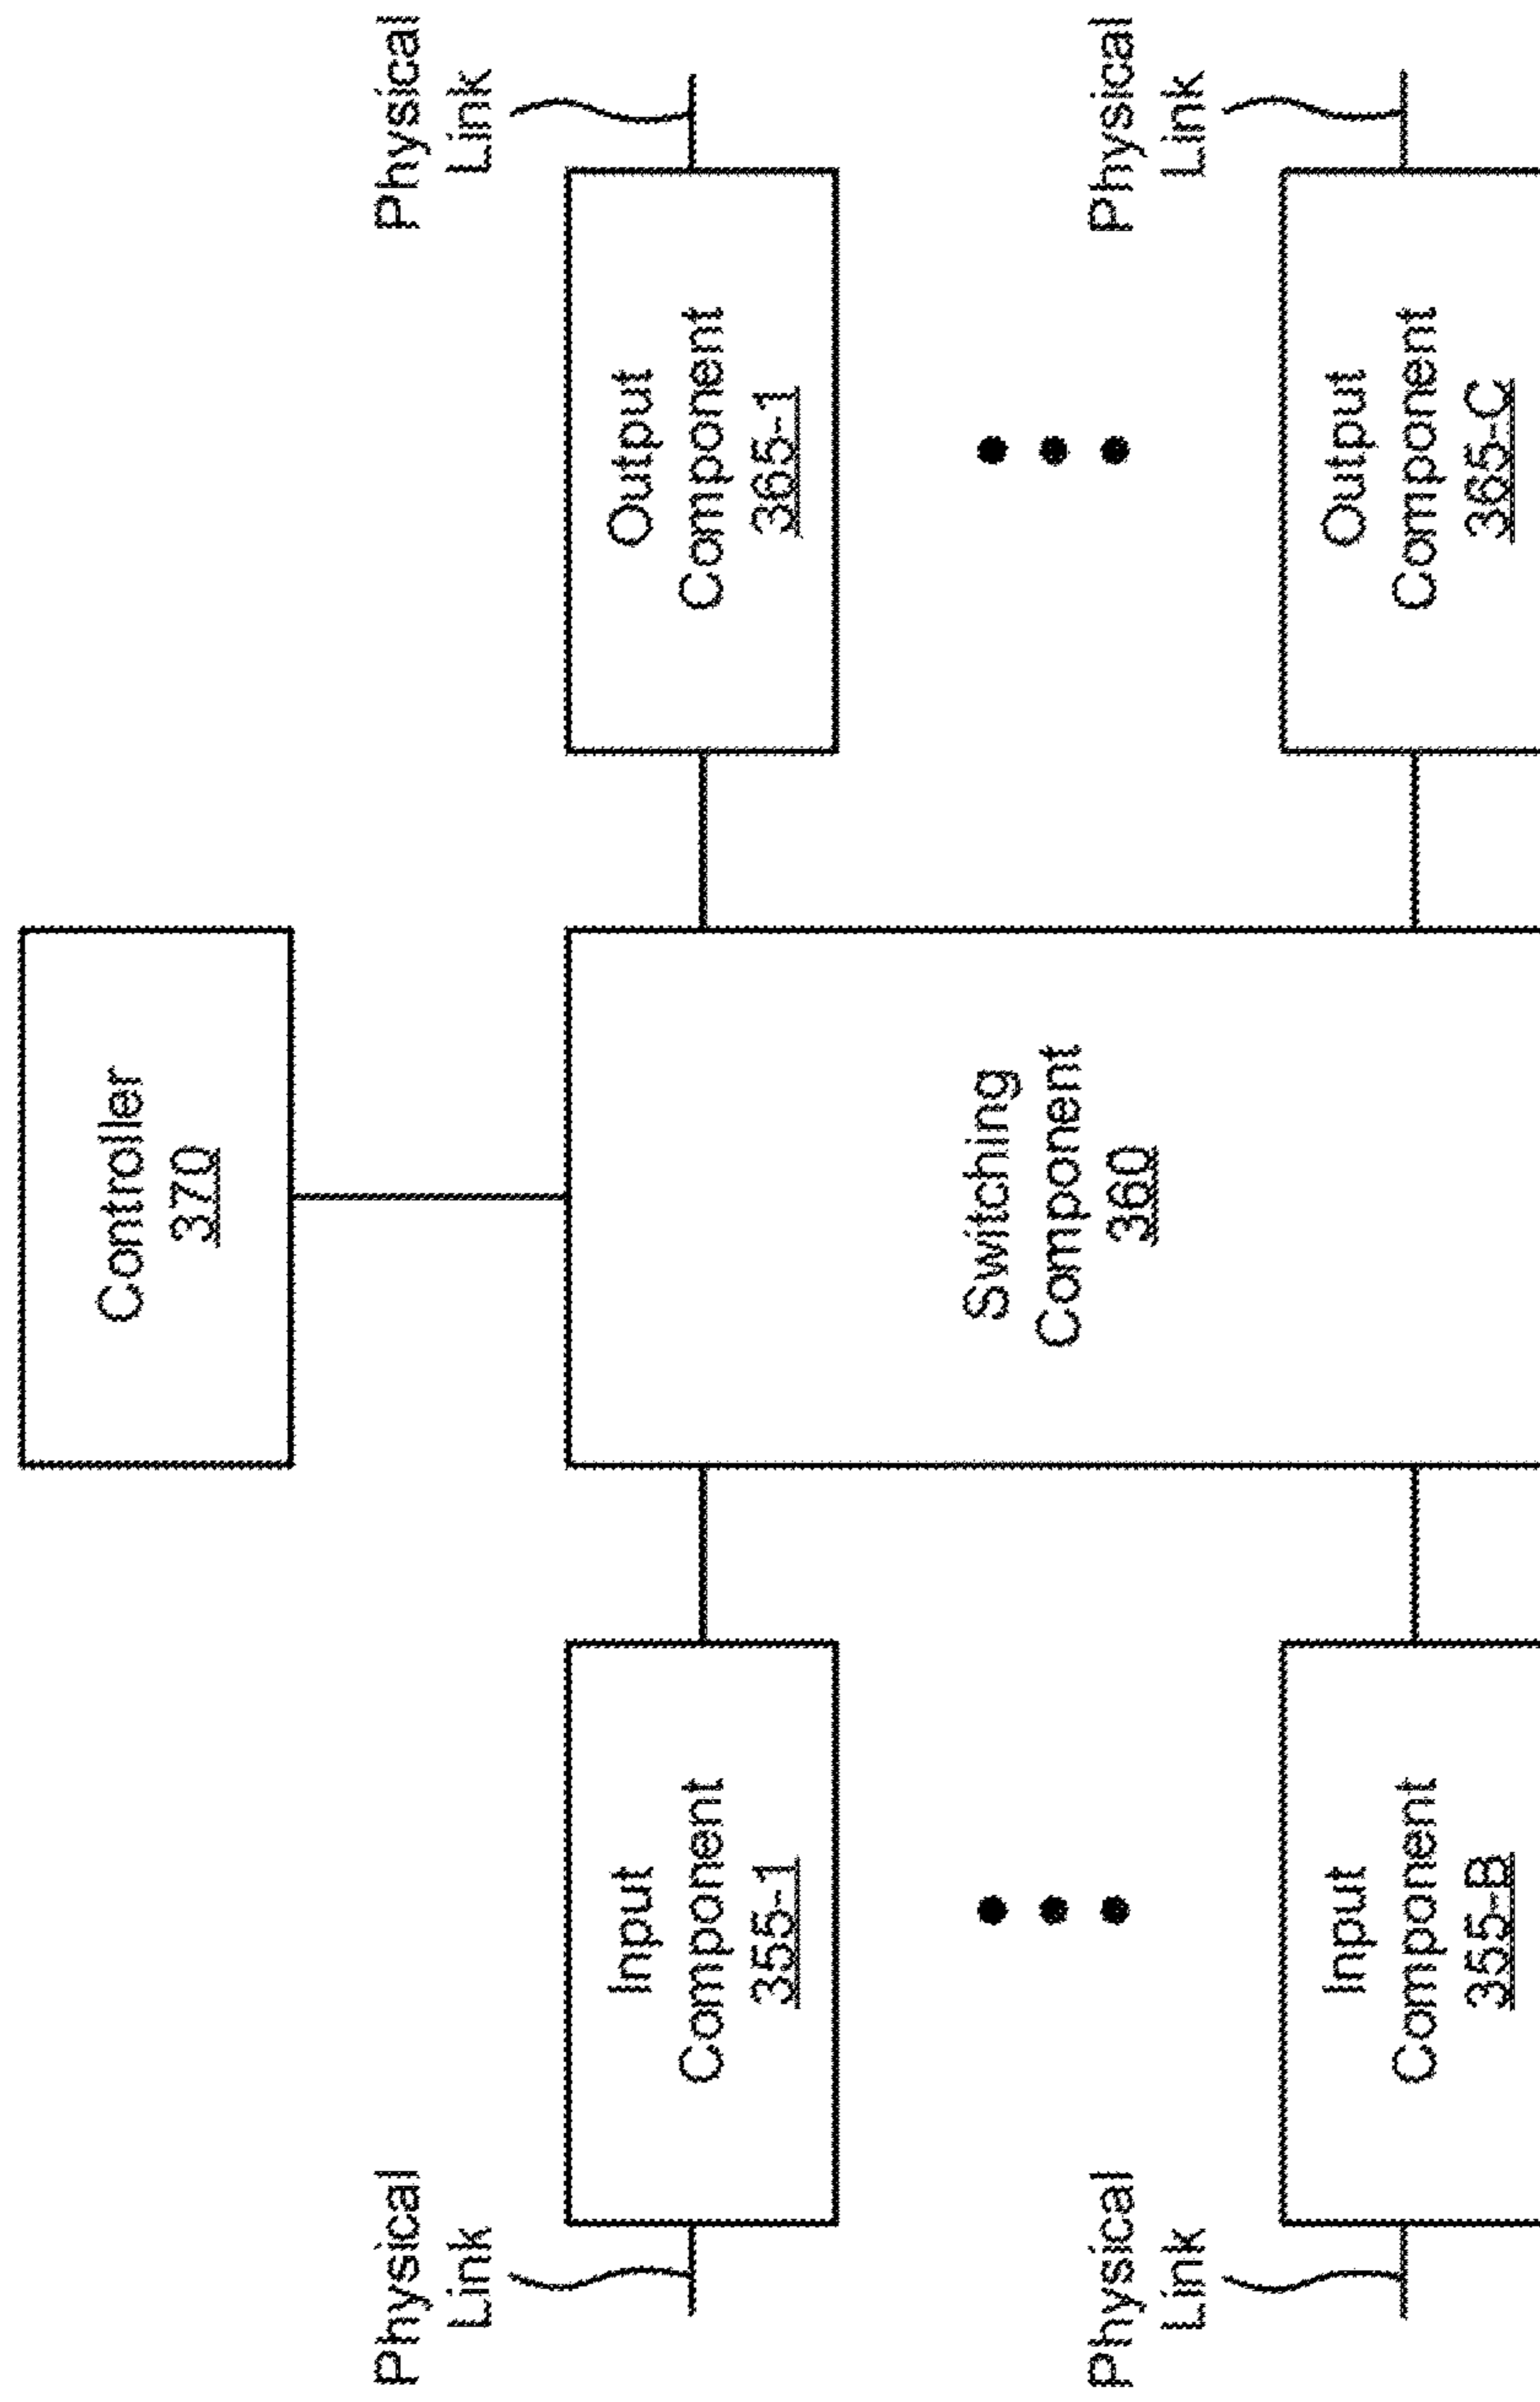 Controller
370
Physical
Link
Input
Component
355-1
Output
Component
365-1
Physical
Link
Switching
Component
360
Physical
Link
Input
Component
355-B
Output
Component
365-C
Physical
Link